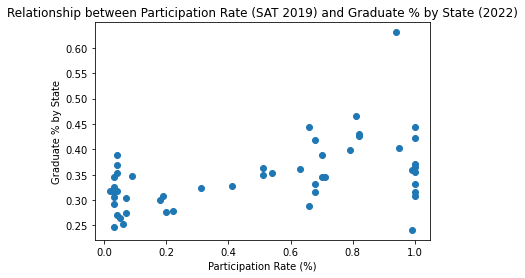 Relationship between Participation Rate (SAT 2019) and Graduate % by State (2022)
Graduate % by State
0.60
0.55
0.50
0.45
0.40
0.35
0.30
0.25
0.0 0.2 0.4 0.6 0.8 1.0
Participation Rate (%)